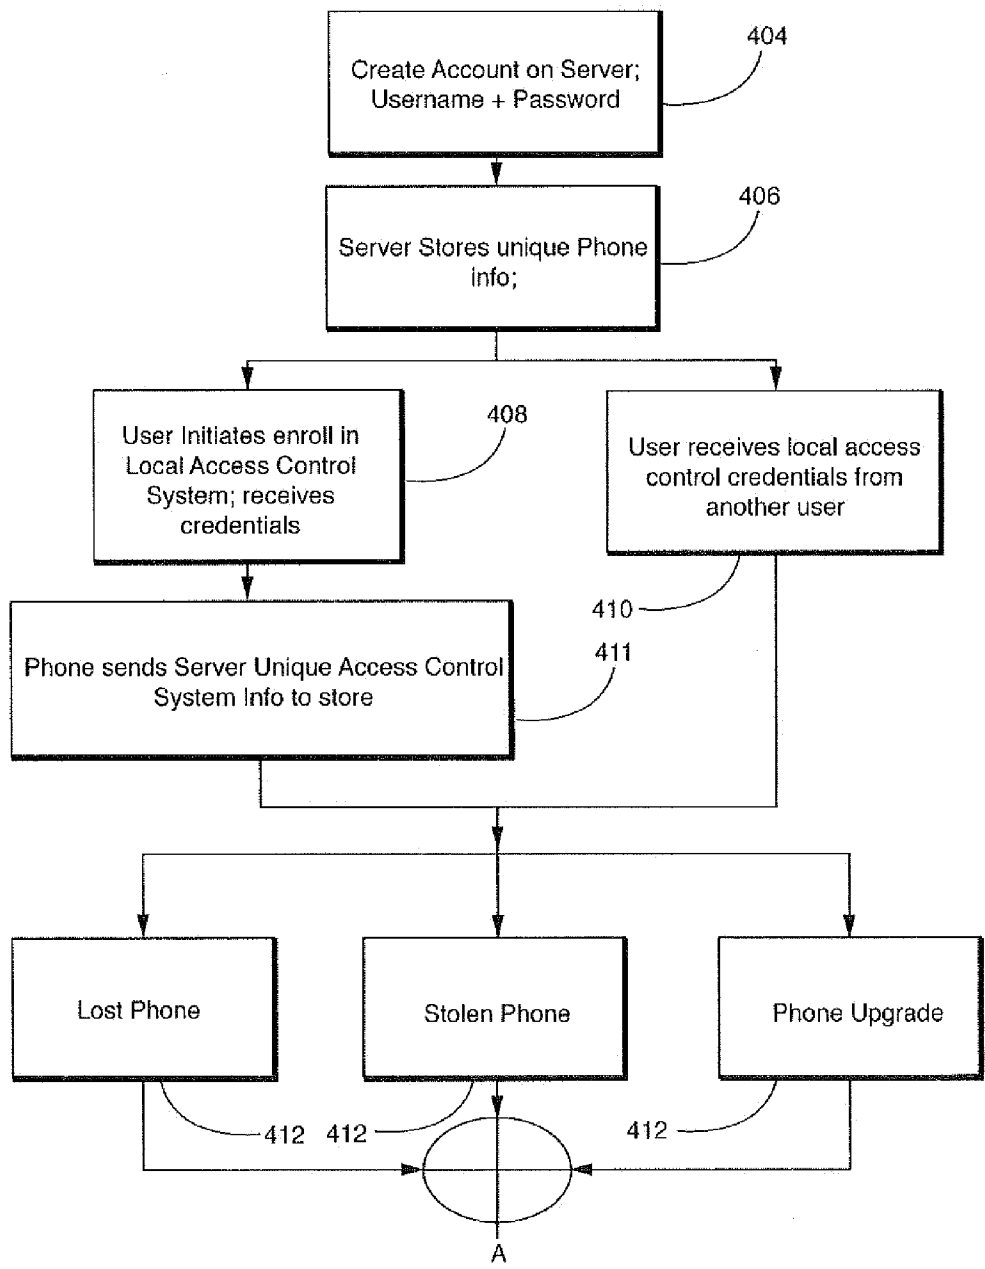 404
Create Account on Server;
Username + Password
406
Server Stores unique Phone
info;
408
User Initiates enroll in
Local Access Control
System; receives
credentials
User receives local access
control credentials from
another user
410
411
Phone sends Server Unique Access Control
System Info to store
Lost Phone
Stolen Phone
Phone Upgrade
412
412
412
A